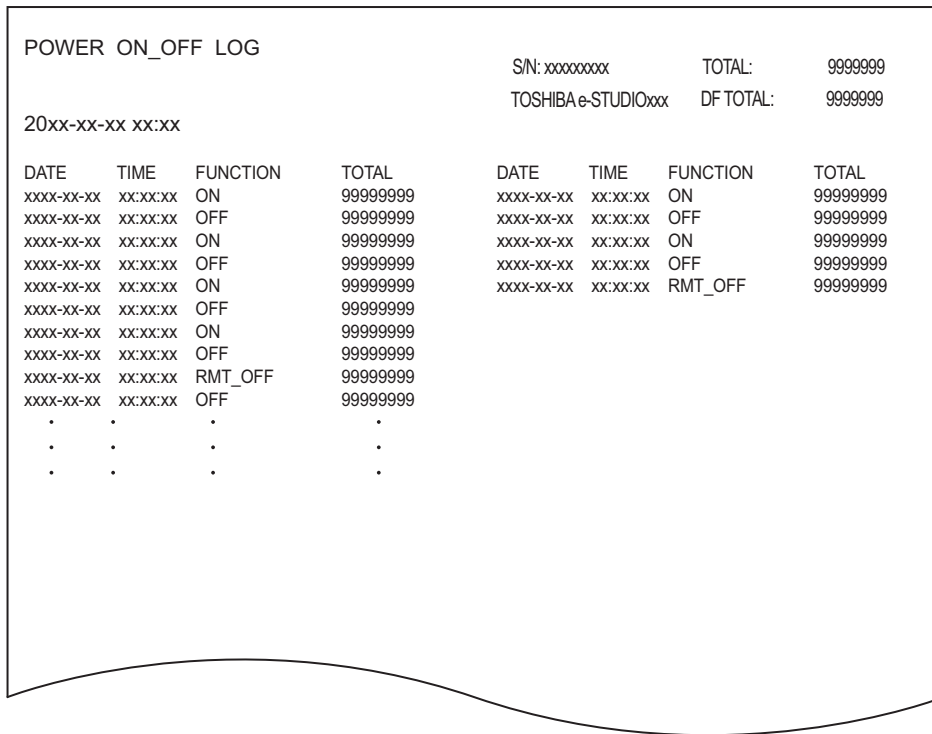 POWER ON_OFF LOG
S/N: xxxxxxxxx TOTAL: 9999999
TOSHIBA e-STUDIOxxx DF TOTAL: 9999999
20xx-xx-xx xx:xx
DATE TIME FUNCTION TOTAL
xxxx-xx-xx xx:xx:xx ON 99999999
xxxx-xx-xx xx:xx:xx OFF 99999999
xxxx-xx-xx xx:xx:xx ON 99999999
xxxx-xx-xx xx:xx:xx OFF 99999999
xxxx-xx-xx xx:xx:xx ON 99999999
xxxx-xx-xx xx:xx:xx OFF 99999999
xxxx-xx-xx xx:xx:xx ON 99999999
xxxx-xx-xx xx:xx:xx OFF 99999999
xxxx-xx-xx xx:xx:xx RMT_OFF 99999999
xxxx-xx-xx xx:xx:xx OFF 99999999
DATE TIME FUNCTION TOTAL
xxxx-xx-xx xx:xx:xx ON 99999999
xxxx-xx-xx xx:xx:xx OFF 99999999
xxxx-xx-xx xx:xx:xx ON 99999999
xxxx-xx-xx xx:xx:xx OFF 99999999
xxxx-xx-xx xx:xx:xx RMT_OFF 99999999